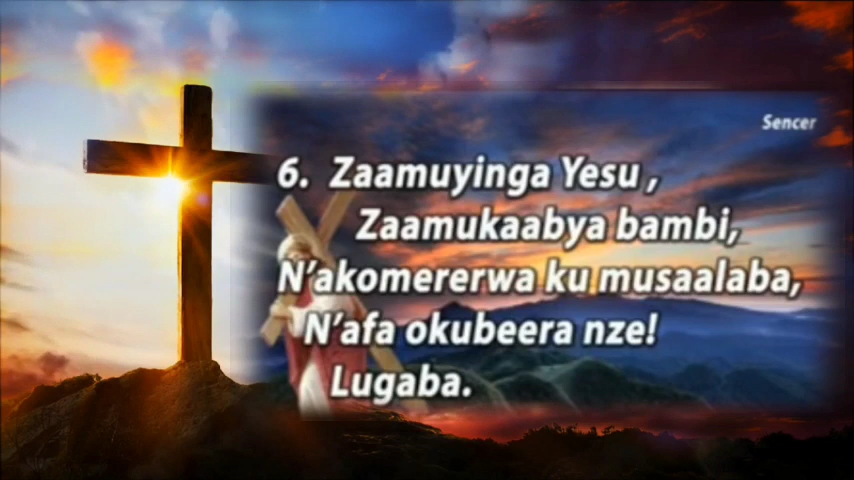 Sencer
6. Zaamuyinga Yesu ,
Zaamukaabya bambi,
N'akomererwa ku musaalaba,
N'afa okubeera nze!
Lugaba.